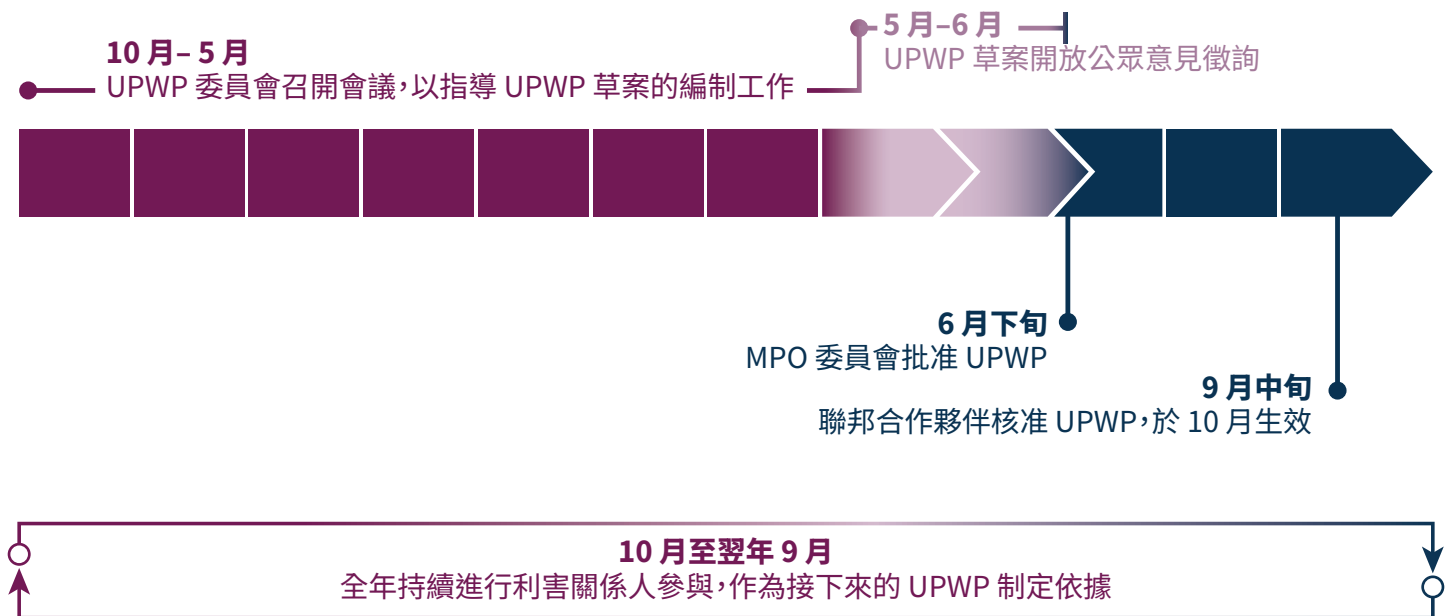 10 月– 5 月
UPWP 委員會召開會議，以指導 UPWP 草案的編制工作
5 月–6 月
UPWP 草案開放公眾意見徵詢
6 月下旬
MPO 委員會批准 UPWP
9 月中旬
聯邦合作夥伴核准 UPWP，於 10 月生效
10 月至翌年 9 月
全年持續進行利害關係人參與，作為接下來的 UPWP 制定依據